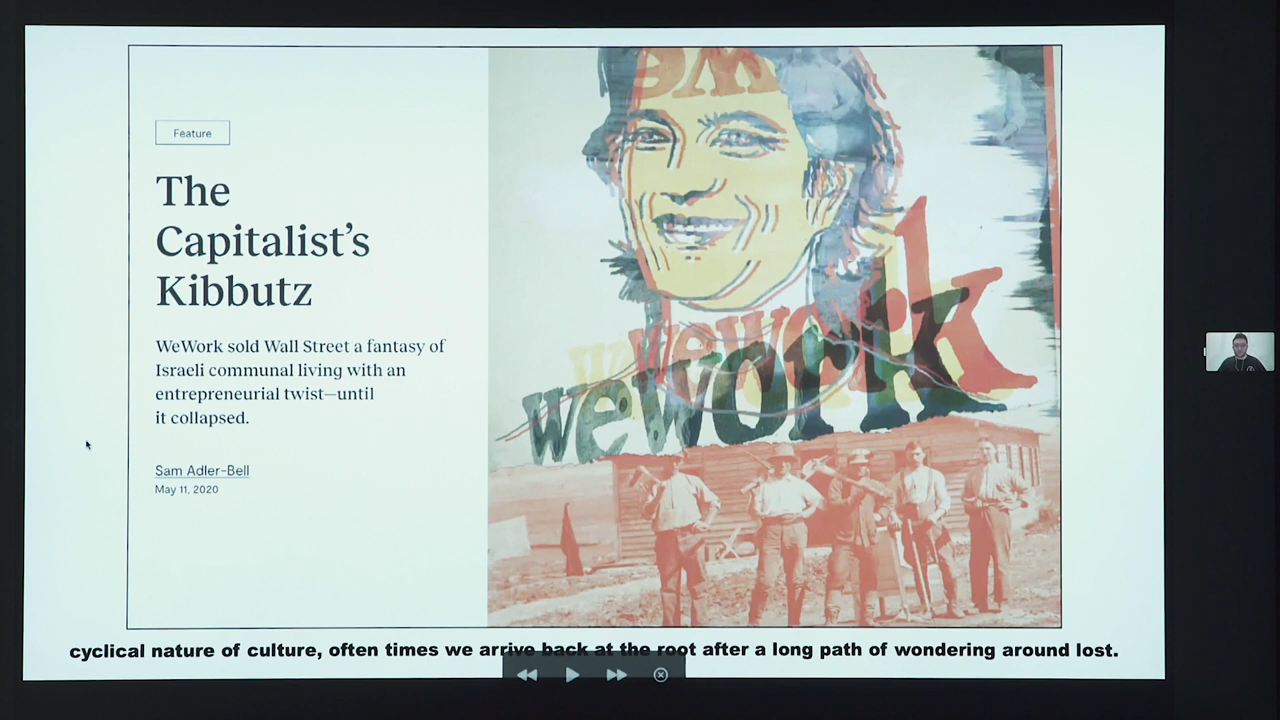 Feature
The
Capitalist's
Kibbutz
WeWork sold Wall Street a fantasy of
Israeli communal living with an
entrepreneurial twist—until
it collapsed.
Sam Adler-Bell
May 11, 2020
we
wework
wework
cyclical nature of culture, often times we arrive back at the root after a long path of wondering around lost.